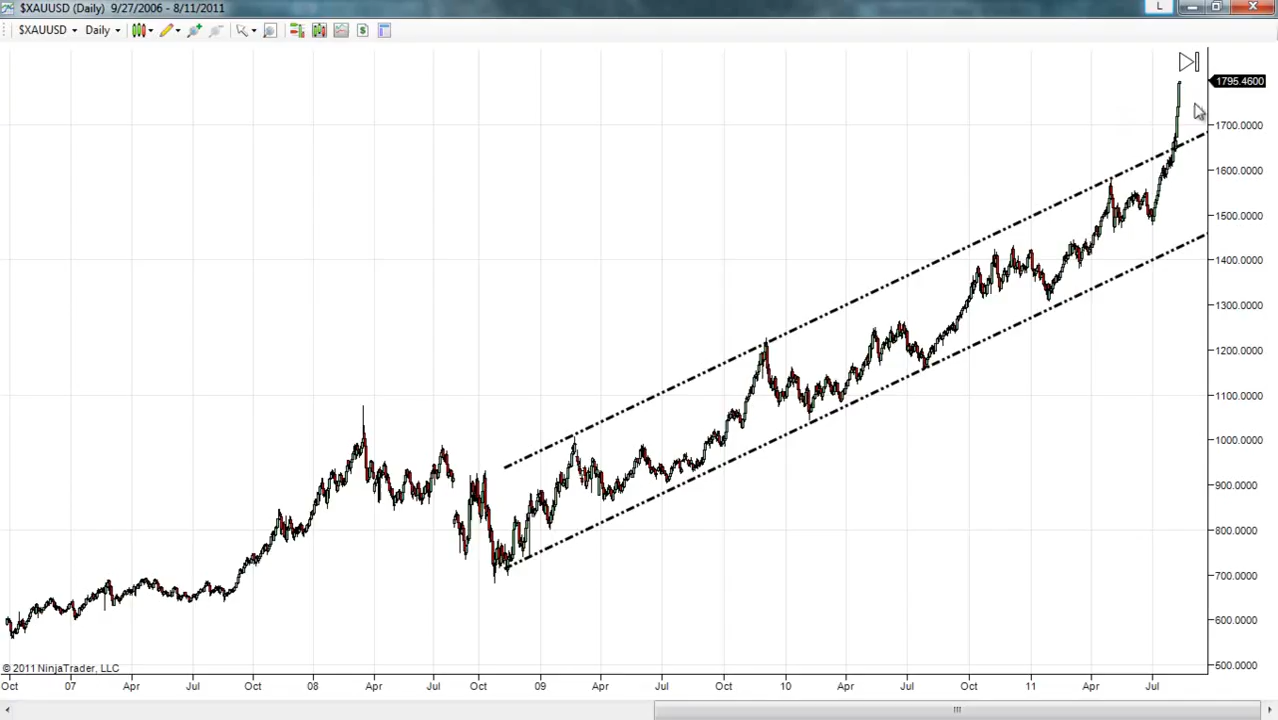 $XAUUSD (Daily) 9/27/2006 - 8/11/2011
L
$XAUUSD Daily
1795.4600
1700.0000
1600.0000
1500.0000
1400.0000
1300.0000
1200.0000
1100.0000
1000.0000
900.0000
800.0000
700.0000
600.0000
500.0000
© 2011 NinjaTrader, LLC
Oct 07 Apr Jul Oct 08 Apr Jul Oct 09 Apr Jul Oct 10 Apr Jul Oct 11 Apr Jul